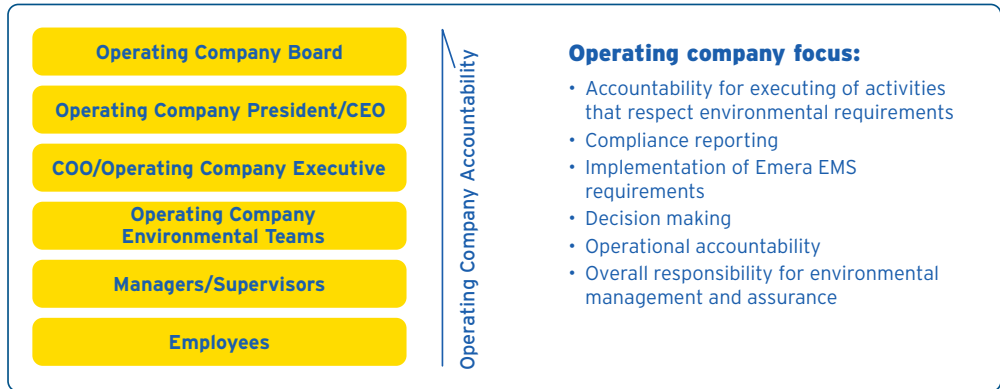 Operating Company Board
Operating Company President/CEO
COO/Operating Company Executive
Operating Company
Environmental Teams
Managers/Supervisors
Employees
Operating Company Accountability
Operating company focus:
• Accountability for executing of activities
that respect environmental requirements
• Compliance reporting
• Implementation of Emera EMS
requirements
• Decision making
• Operational accountability
• Overall responsibility for environmental
management and assurance